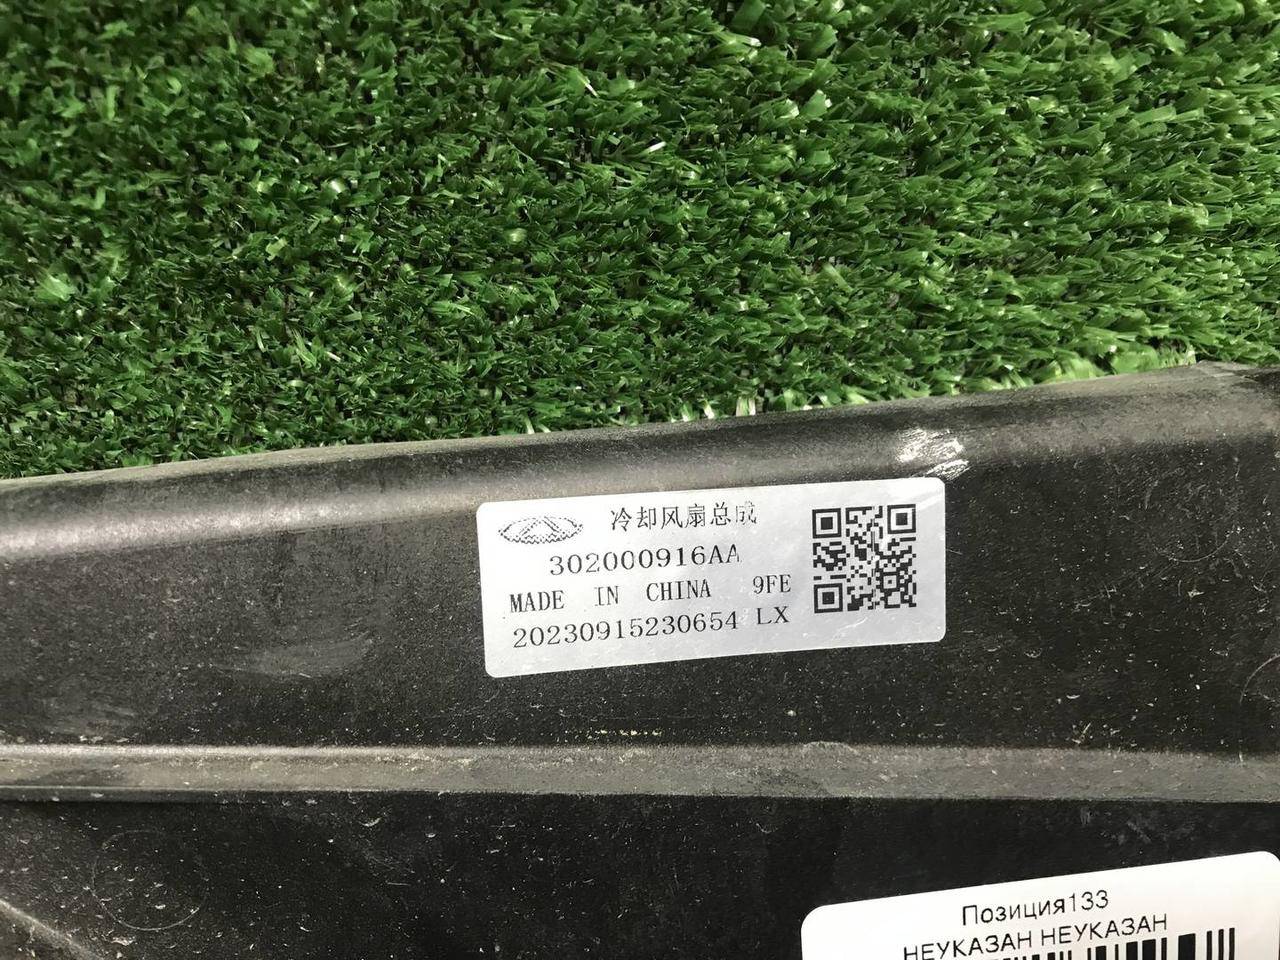 冷却风扇总成
302000916AA
MADE IN CHINA 9FE
20230915230654 LX
Позиция133
НЕУКАЗАН НЕУКАЗАН